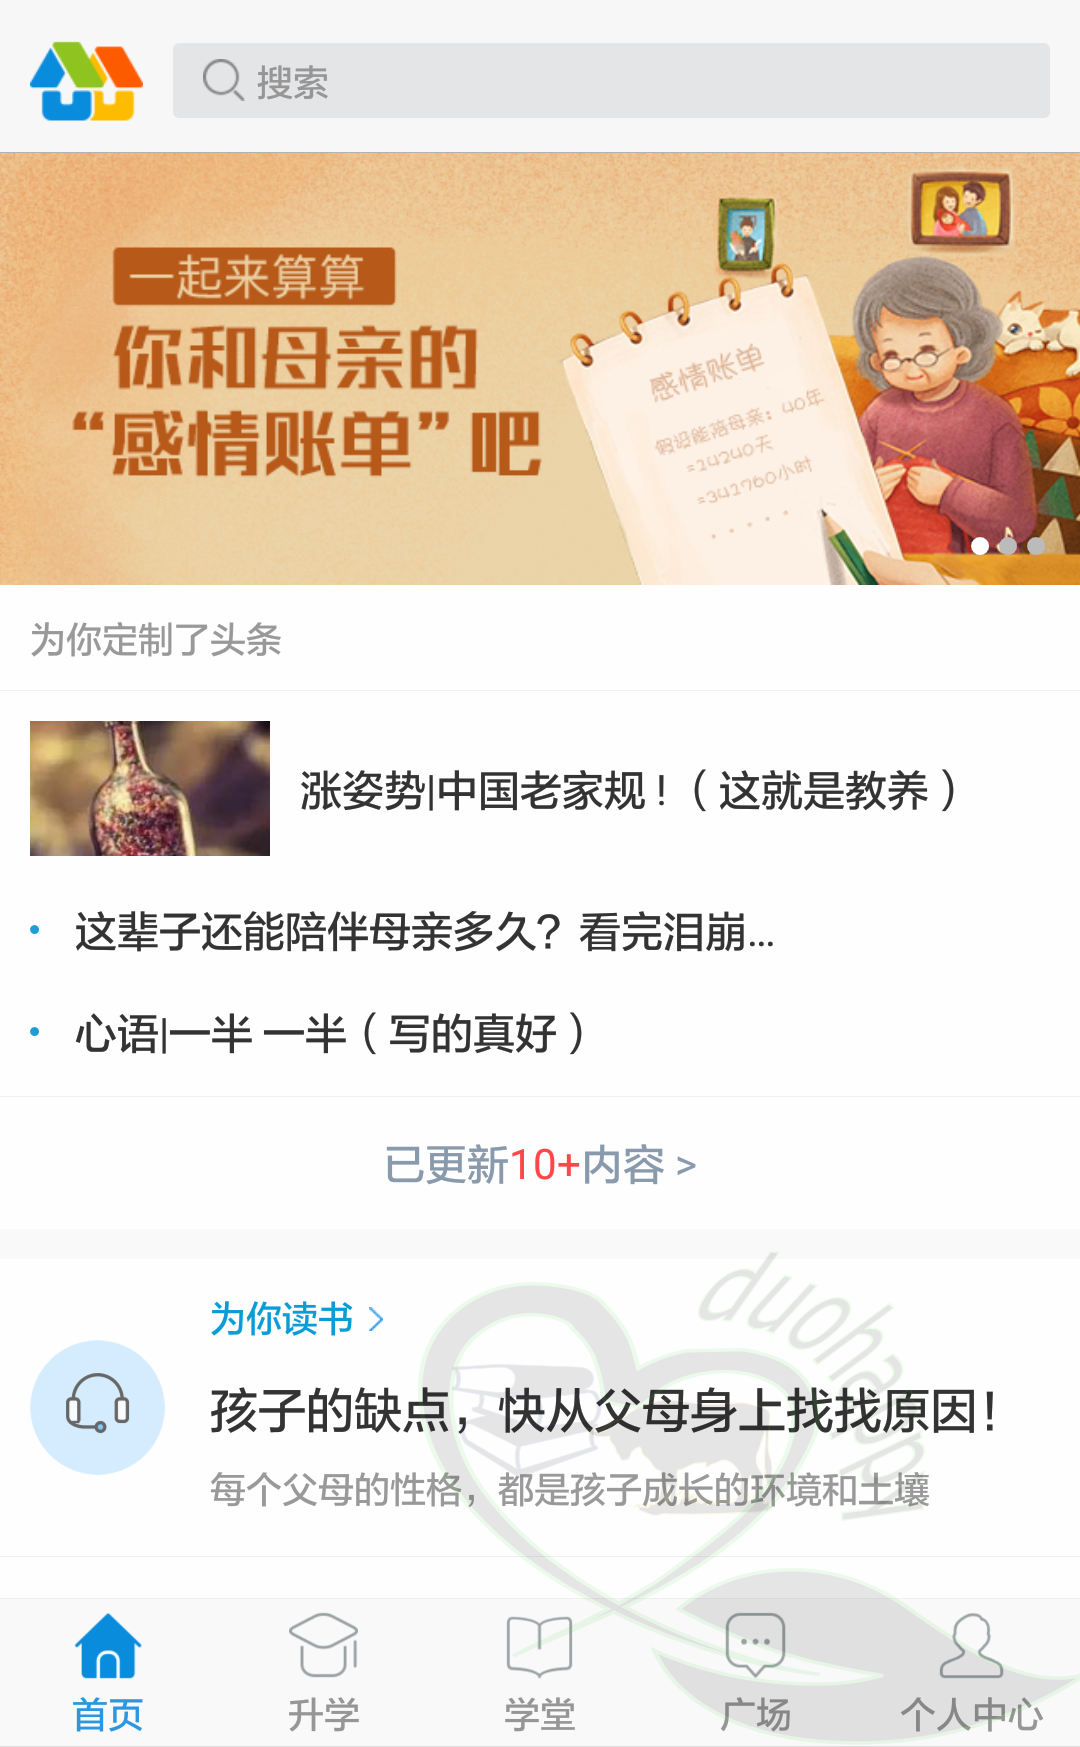 搜索
一起来算算
你和母亲的
“感情账单”吧
感情账单
假设能陪母亲：40年
=24240天
=342960小时
. . . . .
为你定制了头条
涨姿势|中国老家规！（这就是教养）
这辈子还能陪伴母亲多久？看完泪崩...
心语|一半 一半（写的真好）
已更新10+内容 >
为你读书 >
孩子的缺点，快从父母身上找找原因！
每个父母的性格，都是孩子成长的环境和土壤
duohappy
首页
升学
学堂
广场
个人中心